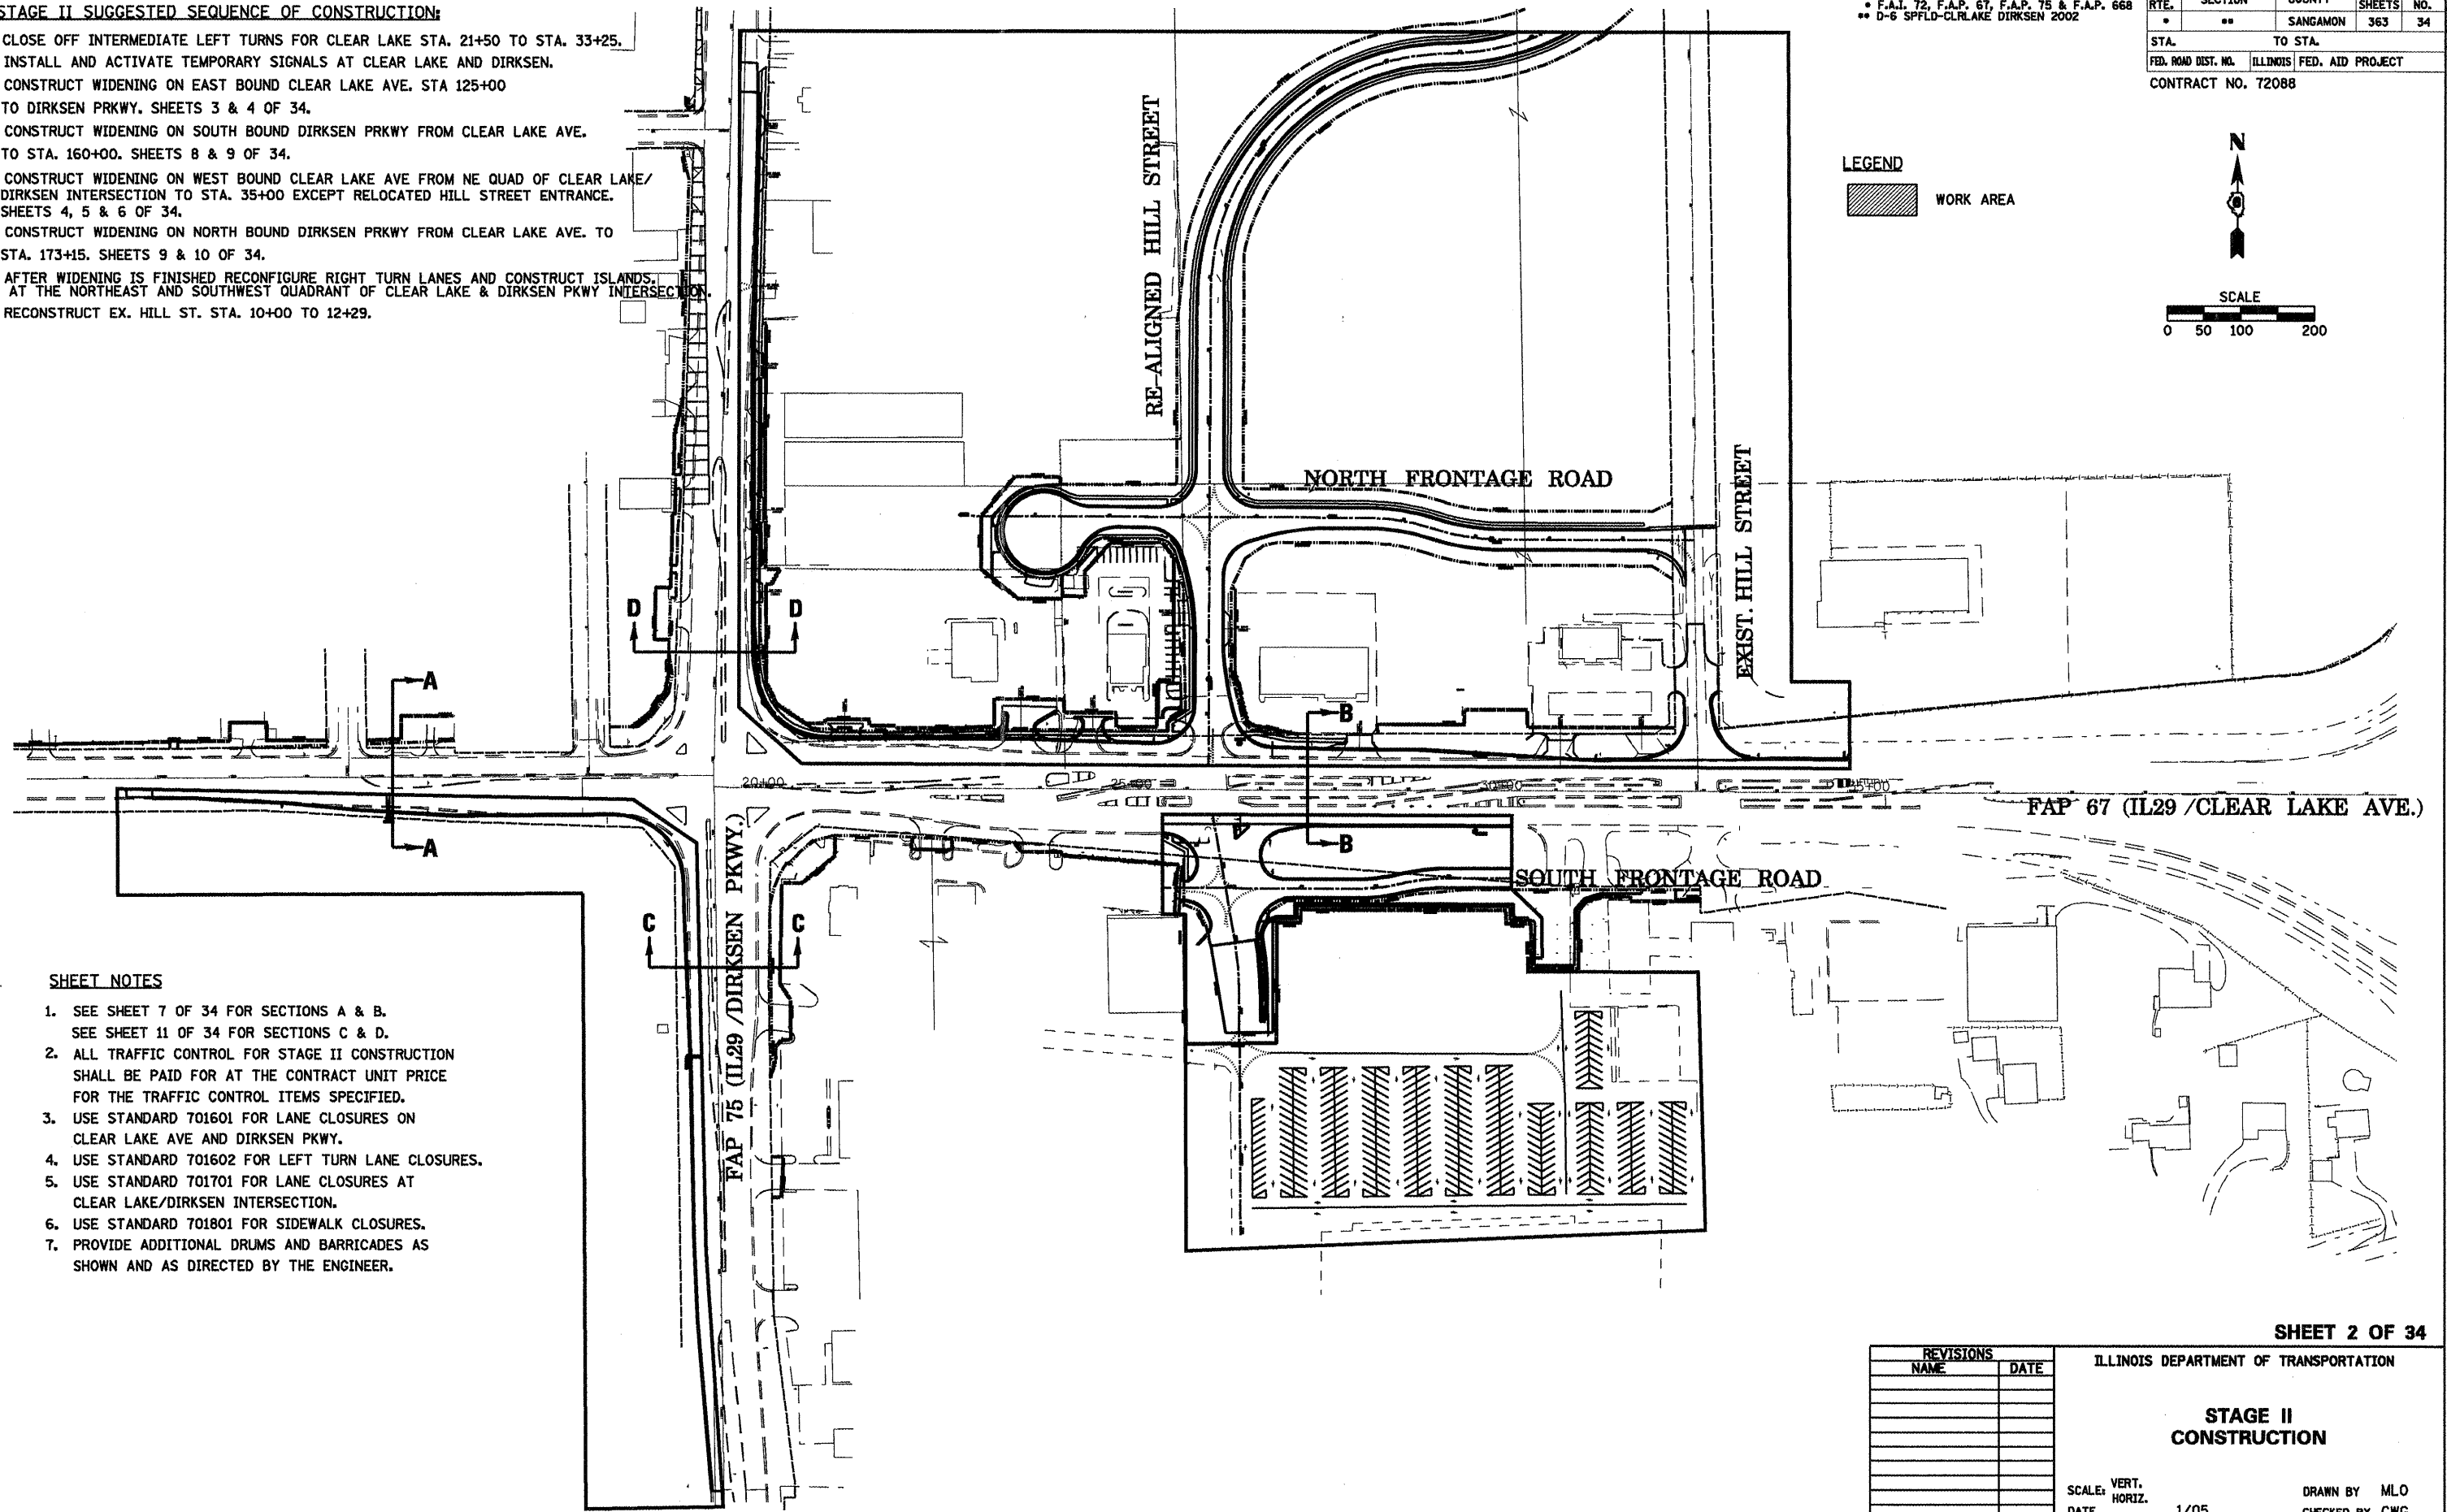 STAGE II SUGGESTED SEQUENCE OF CONSTRUCTION:
CLOSE OFF INTERMEDIATE LEFT TURNS FOR CLEAR LAKE STA. 21+50 TO STA. 33+25.
INSTALL AND ACTIVATE TEMPORARY SIGNALS AT CLEAR LAKE AND DIRKSEN.
CONSTRUCT WIDENING ON EAST BOUND CLEAR LAKE AVE. STA 125+00
TO DIRKSEN PRKWY. SHEETS 3 & 4 OF 34.
CONSTRUCT WIDENING ON SOUTH BOUND DIRKSEN PRKWY FROM CLEAR LAKE AVE.
TO STA. 160+00. SHEETS 8 & 9 OF 34.
CONSTRUCT WIDENING ON WEST BOUND CLEAR LAKE AVE FROM NE QUAD OF CLEAR LAKE/
DIRKSEN INTERSECTION TO STA. 35+00 EXCEPT RELOCATED HILL STREET ENTRANCE.
SHEETS 4, 5 & 6 OF 34.
CONSTRUCT WIDENING ON NORTH BOUND DIRKSEN PRKWY FROM CLEAR LAKE AVE. TO
STA. 173+15. SHEETS 9 & 10 OF 34.
AFTER WIDENING IS FINISHED RECONFIGURE RIGHT TURN LANES AND CONSTRUCT ISLANDS.
AT THE NORTHEAST AND SOUTHWEST QUADRANT OF CLEAR LAKE & DIRKSEN PKWY INTERSECTION.
RECONSTRUCT EX. HILL ST. STA. 10+00 TO 12+29.
* F.A.I. 72, F.A.P. 67, F.A.P. 75 & F.A.P. 668
** D-6 SPFLD-CLRLAKE DIRKSEN 2002
RTE. SECTION COUNTY SHEETS NO.
* ** SANGAMON 363 34
STA. TO STA.
FED. ROAD DIST. NO. ILLINOIS FED. AID PROJECT
CONTRACT NO. 72088
LEGEND
WORK AREA
N
SCALE
0 50 100 200
RE-ALIGNED HILL STREET
NORTH FRONTAGE ROAD
EXIST. HILL STREET
D D
A
B
20+00 25+00 30+00 35+00
FAP 67 (IL29 /CLEAR LAKE AVE.)
A
B
SOUTH FRONTAGE ROAD
C C
FAP 75 (IL29 /DIRKSEN PKWY.)
SHEET NOTES
1. SEE SHEET 7 OF 34 FOR SECTIONS A & B.
SEE SHEET 11 OF 34 FOR SECTIONS C & D.
2. ALL TRAFFIC CONTROL FOR STAGE II CONSTRUCTION
SHALL BE PAID FOR AT THE CONTRACT UNIT PRICE
FOR THE TRAFFIC CONTROL ITEMS SPECIFIED.
3. USE STANDARD 701601 FOR LANE CLOSURES ON
CLEAR LAKE AVE AND DIRKSEN PKWY.
4. USE STANDARD 701602 FOR LEFT TURN LANE CLOSURES.
5. USE STANDARD 701701 FOR LANE CLOSURES AT
CLEAR LAKE/DIRKSEN INTERSECTION.
6. USE STANDARD 701801 FOR SIDEWALK CLOSURES.
7. PROVIDE ADDITIONAL DRUMS AND BARRICADES AS
SHOWN AND AS DIRECTED BY THE ENGINEER.
SHEET 2 OF 34
REVISIONS
NAME DATE
ILLINOIS DEPARTMENT OF TRANSPORTATION
STAGE II
CONSTRUCTION
SCALE: VERT.
HORIZ.
DRAWN BY MLO
DATE 1/05
CHECKED BY CWG